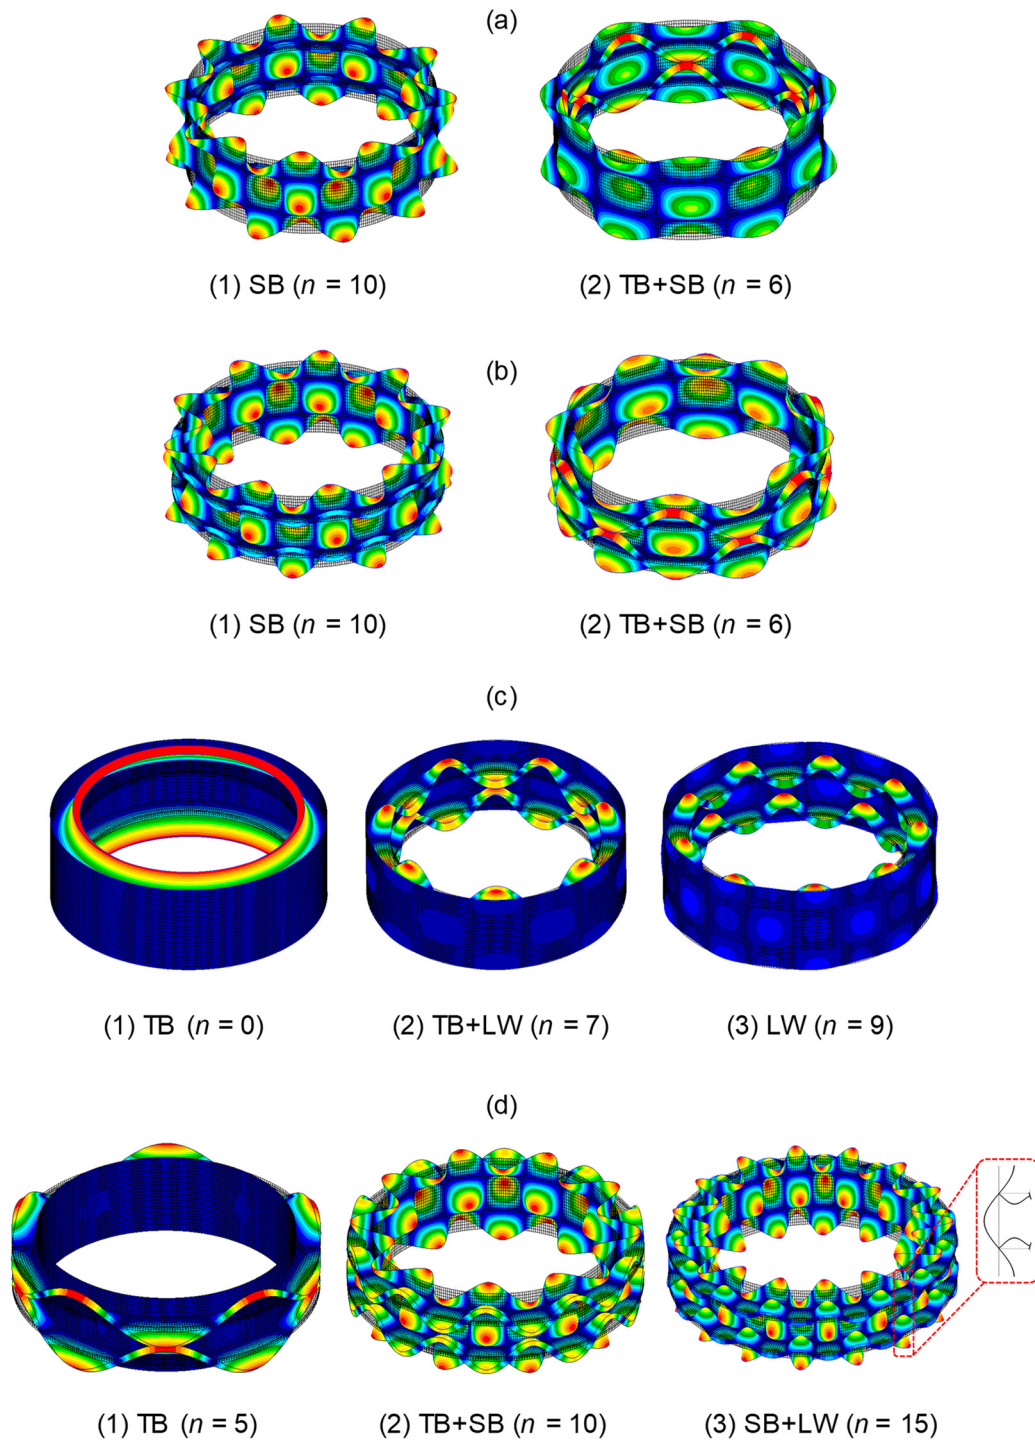 (a)
(1) SB (n = 10) (2) TB+SB (n = 6)
(b)
(1) SB (n = 10) (2) TB+SB (n = 6)
(c)
(1) TB (n = 0) (2) TB+LW (n = 7) (3) LW (n = 9)
(d)
(1) TB (n = 5) (2) TB+SB (n = 10) (3) SB+LW (n = 15)